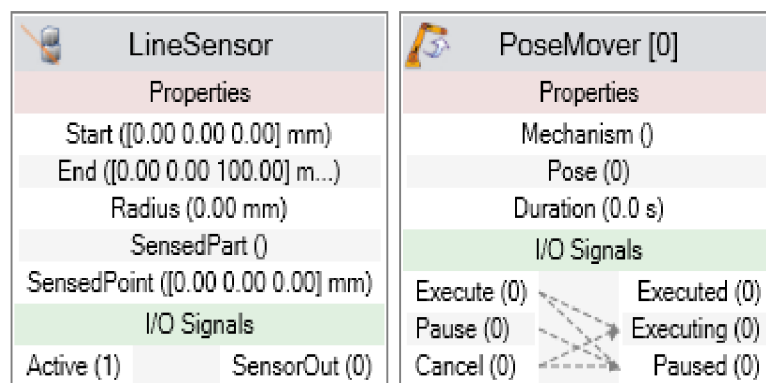 LineSensor
Properties
Start ([0.00 0.00 0.00] mm)
End ([0.00 0.00 100.00] m...)
Radius (0.00 mm)
SensedPart ()
SensedPoint ([0.00 0.00 0.00] mm)
I/O Signals
Active (1) SensorOut (0)
PoseMover [0]
Properties
Mechanism ()
Pose (0)
Duration (0.0 s)
I/O Signals
Execute (0) Executed (0)
Pause (0) Executing (0)
Cancel (0) Paused (0)